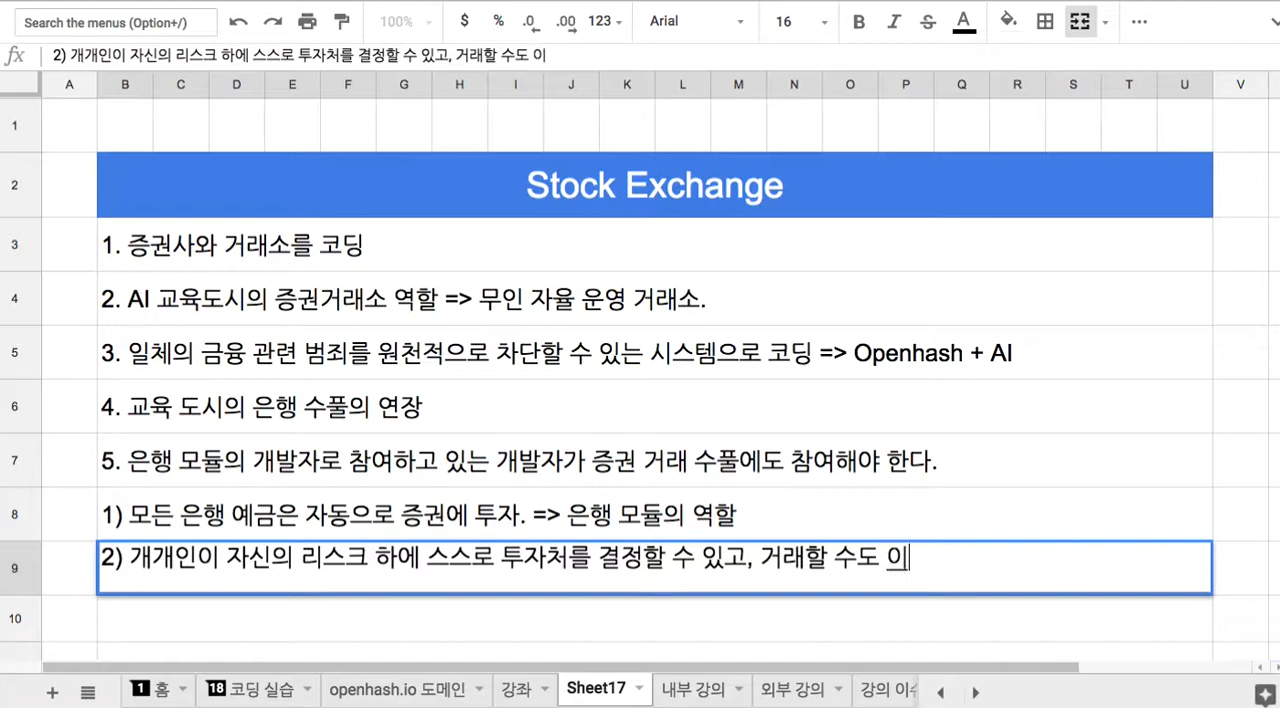 Search the menus (Option+/) 100% $ % .0 .00 123 Arial 16 B I S A
fx 2) 개개인이 자신의 리스크 하에 스스로 투자처를 결정할 수 있고, 거래할 수도 이
A B C D E F G H I J K L M N O P Q R S T U V
1
2 Stock Exchange
3 1. 증권사와 거래소를 코딩
4 2. AI 교육도시의 증권거래소 역할 => 무인 자율 운영 거래소.
5 3. 일체의 금융 관련 범죄를 원천적으로 차단할 수 있는 시스템으로 코딩 => Openhash + AI
6 4. 교육 도시의 은행 수풀의 연장
7 5. 은행 모듈의 개발자로 참여하고 있는 개발자가 증권 거래 수풀에도 참여해야 한다.
8 1) 모든 은행 예금은 자동으로 증권에 투자. => 은행 모듈의 역할
9 2) 개개인이 자신의 리스크 하에 스스로 투자처를 결정할 수 있고, 거래할 수도 이
10
1 홈 18 코딩 실습 openhash.io 도메인 강좌 Sheet17 내부 강의 외부 강의 강의 이